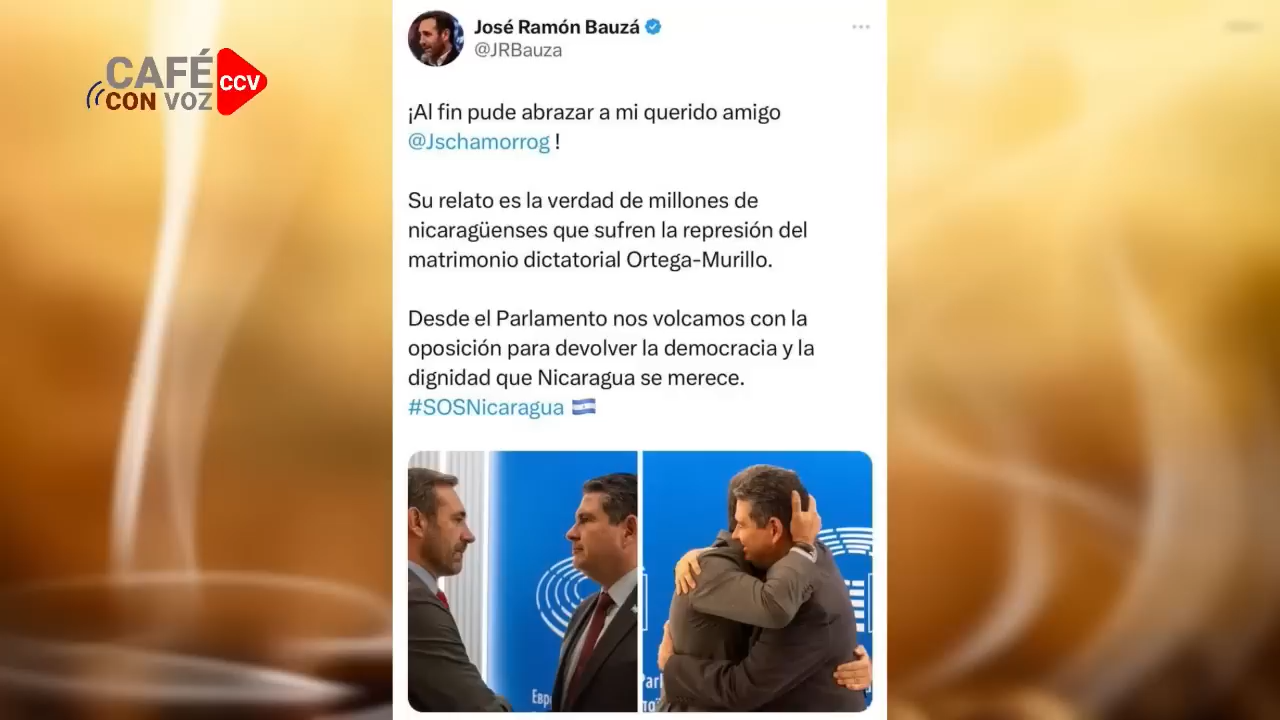 CAFÉ
CON VOZ
CCV
José Ramón Bauzá
@JRBauza
¡Al fin pude abrazar a mi querido amigo
@Jschamorrog !
Su relato es la verdad de millones de
nicaragüenses que sufren la represión del
matrimonio dictatorial Ortega-Murillo.
Desde el Parlamento nos volcamos con la
oposición para devolver la democracia y la
dignidad que Nicaragua se merece.
#SOSNicaragua